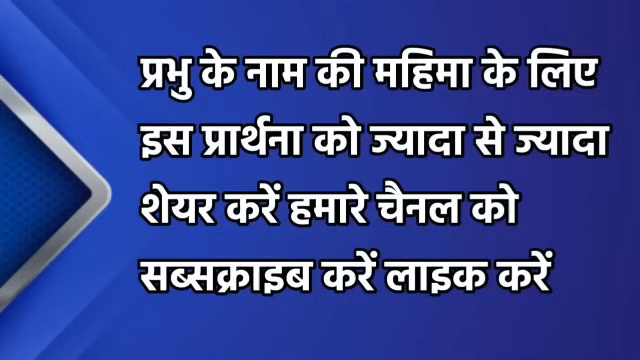 प्रभु के नाम की महिमा के लिए
इस प्रार्थना को ज्यादा से ज्यादा
शेयर करें हमारे चैनल को
सब्सक्राइब करें लाइक करें